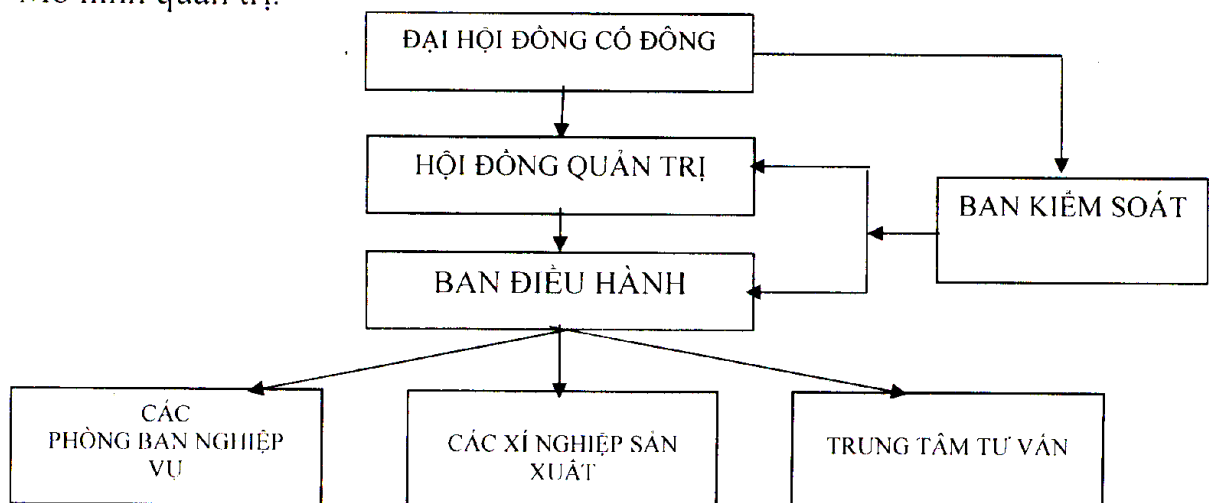 Mô hình quản trị:
ĐẠI HỘI ĐỒNG CỔ ĐÔNG
HỘI ĐỒNG QUẢN TRỊ
BAN KIỂM SOÁT
BAN ĐIỀU HÀNH
CÁC
PHÒNG BAN NGHIỆP
VỤ
CÁC XÍ NGHIỆP SẢN
XUẤT
TRUNG TÂM TƯ VẤN